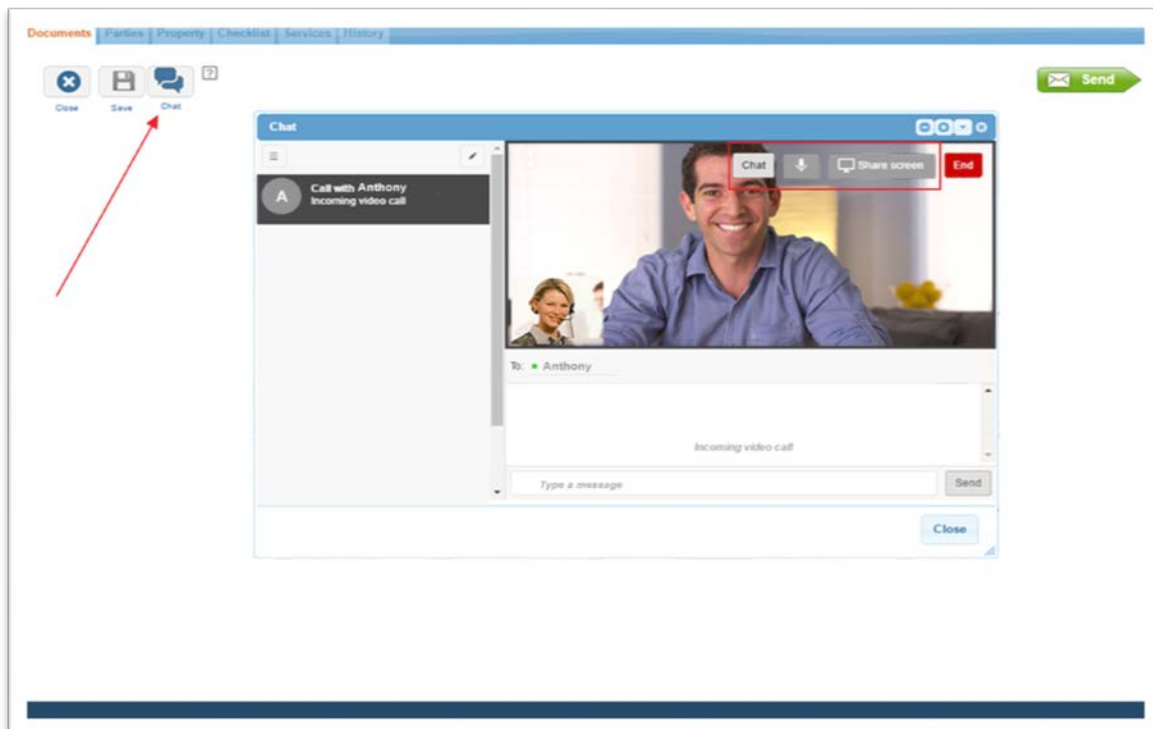 Documents Parties Property Checklist Services History
?
Send
Close Save Chat
Chat
Chat Share screen End
A Call with Anthony
Incoming video call
To: Anthony
Incoming video call
Type a message Send
Close